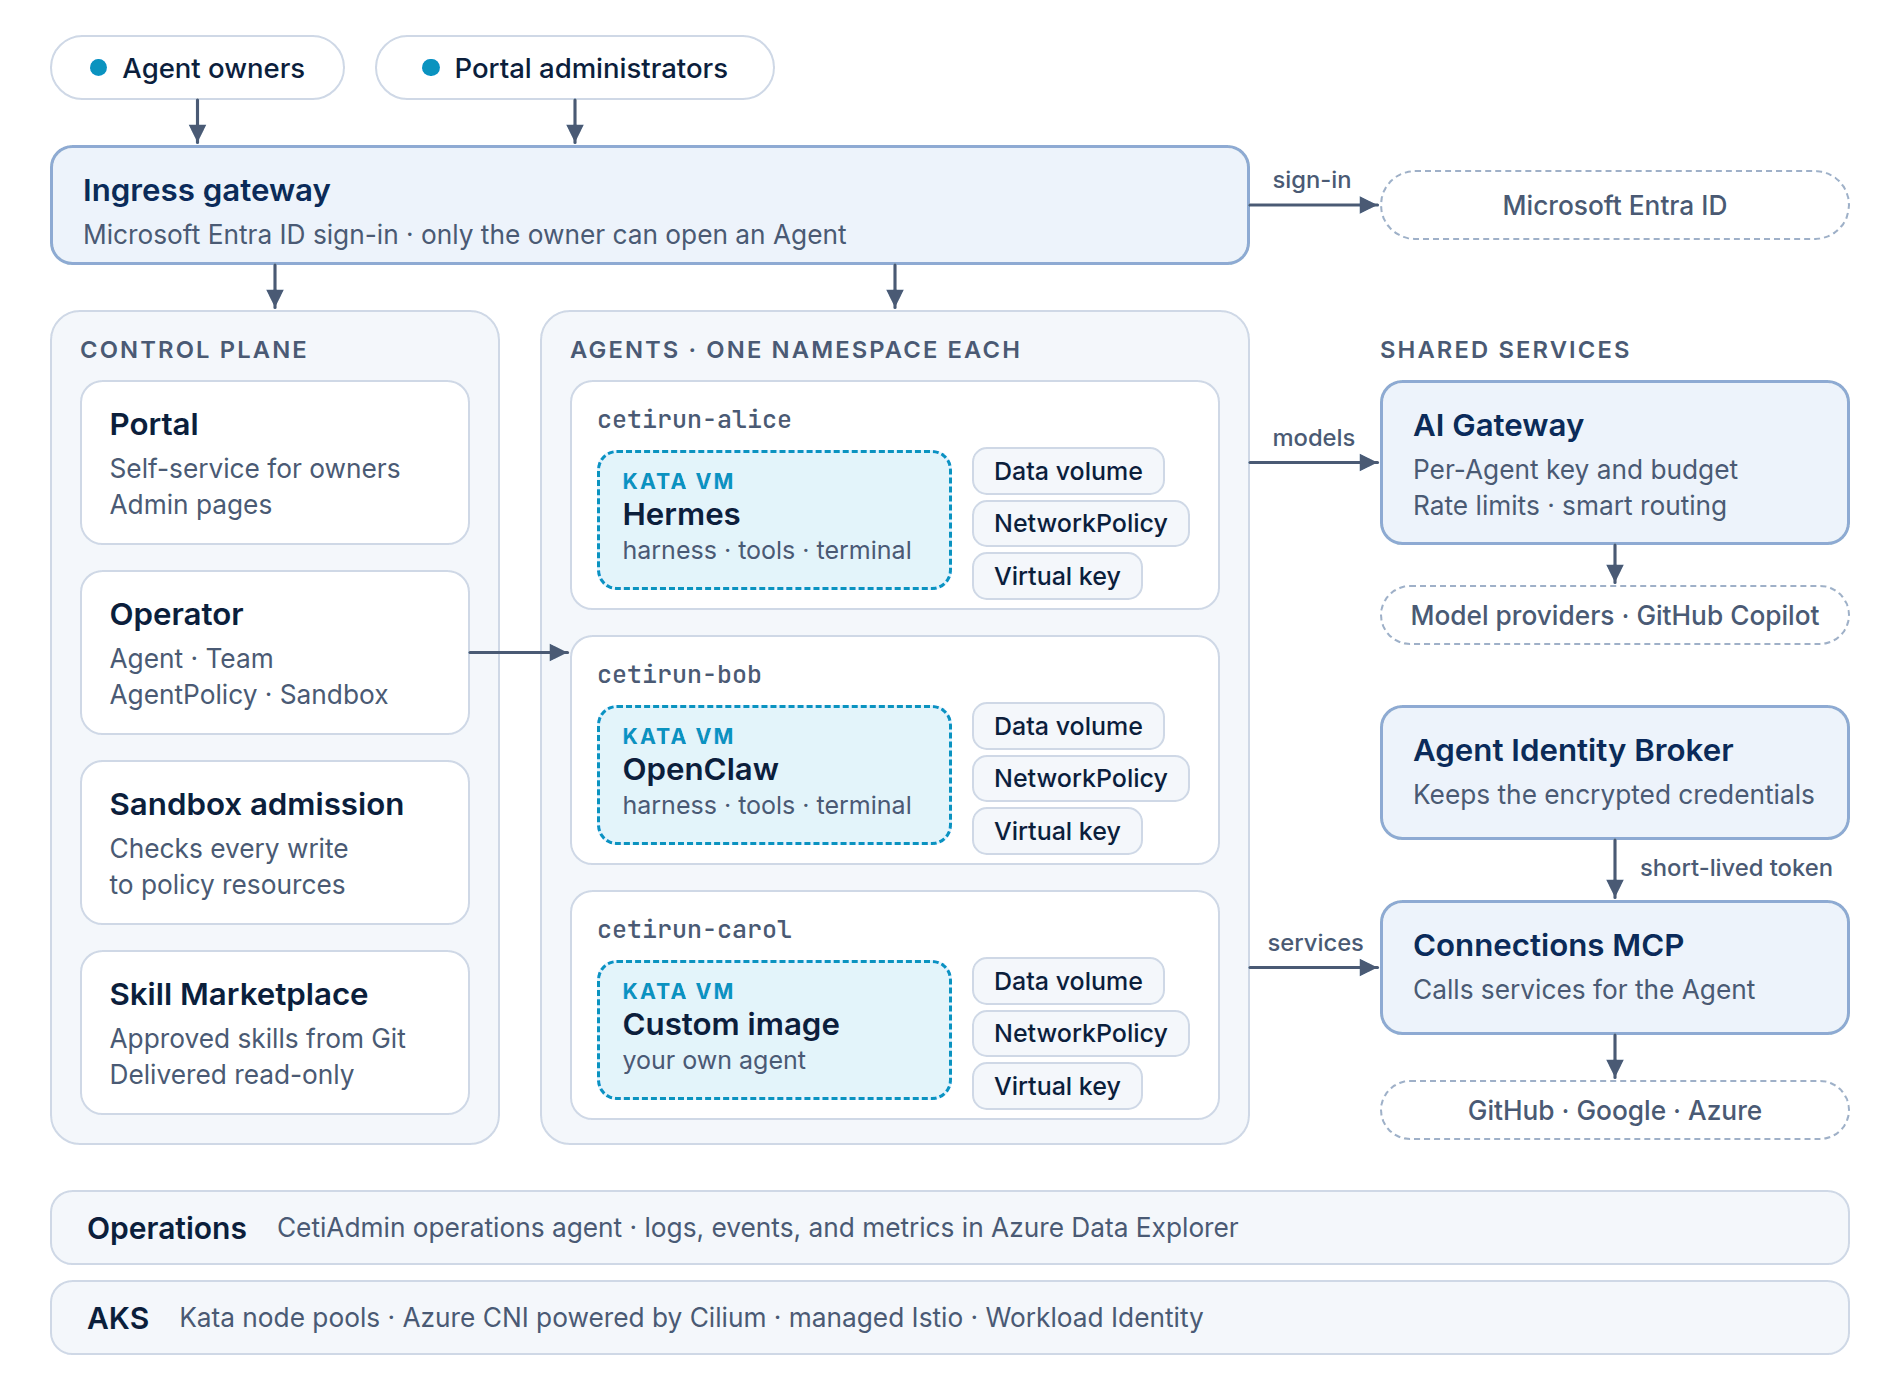 Agent owners
Portal administrators
Ingress gateway
Microsoft Entra ID sign-in · only the owner can open an Agent
sign-in
Microsoft Entra ID
CONTROL PLANE
Portal
Self-service for owners
Admin pages
Operator
Agent · Team
AgentPolicy · Sandbox
Sandbox admission
Checks every write
to policy resources
Skill Marketplace
Approved skills from Git
Delivered read-only
AGENTS · ONE NAMESPACE EACH
cetirun-alice
KATA VM
Hermes
harness · tools · terminal
Data volume
NetworkPolicy
Virtual key
cetirun-bob
KATA VM
OpenClaw
harness · tools · terminal
Data volume
NetworkPolicy
Virtual key
cetirun-carol
KATA VM
Custom image
your own agent
Data volume
NetworkPolicy
Virtual key
models
services
SHARED SERVICES
AI Gateway
Per-Agent key and budget
Rate limits · smart routing
Model providers · GitHub Copilot
Agent Identity Broker
Keeps the encrypted credentials
short-lived token
Connections MCP
Calls services for the Agent
GitHub · Google · Azure
Operations CetiAdmin operations agent · logs, events, and metrics in Azure Data Explorer
AKS Kata node pools · Azure CNI powered by Cilium · managed Istio · Workload Identity